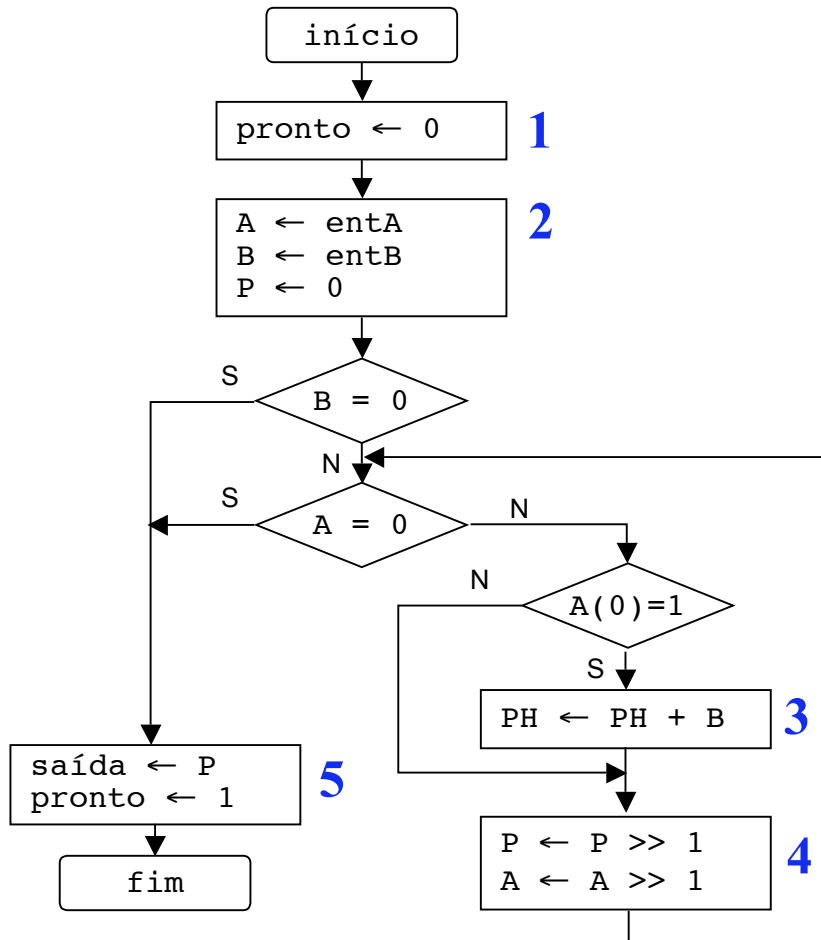 início
pronto ← 0
1
A ← entA
B ← entB
P ← 0
2
S
B = 0
N
S
A = 0
N
N
A(0)=1
S
PH ← PH + B
3
saída ← P
pronto ← 1
5
P ← P >> 1
A ← A >> 1
4
fim